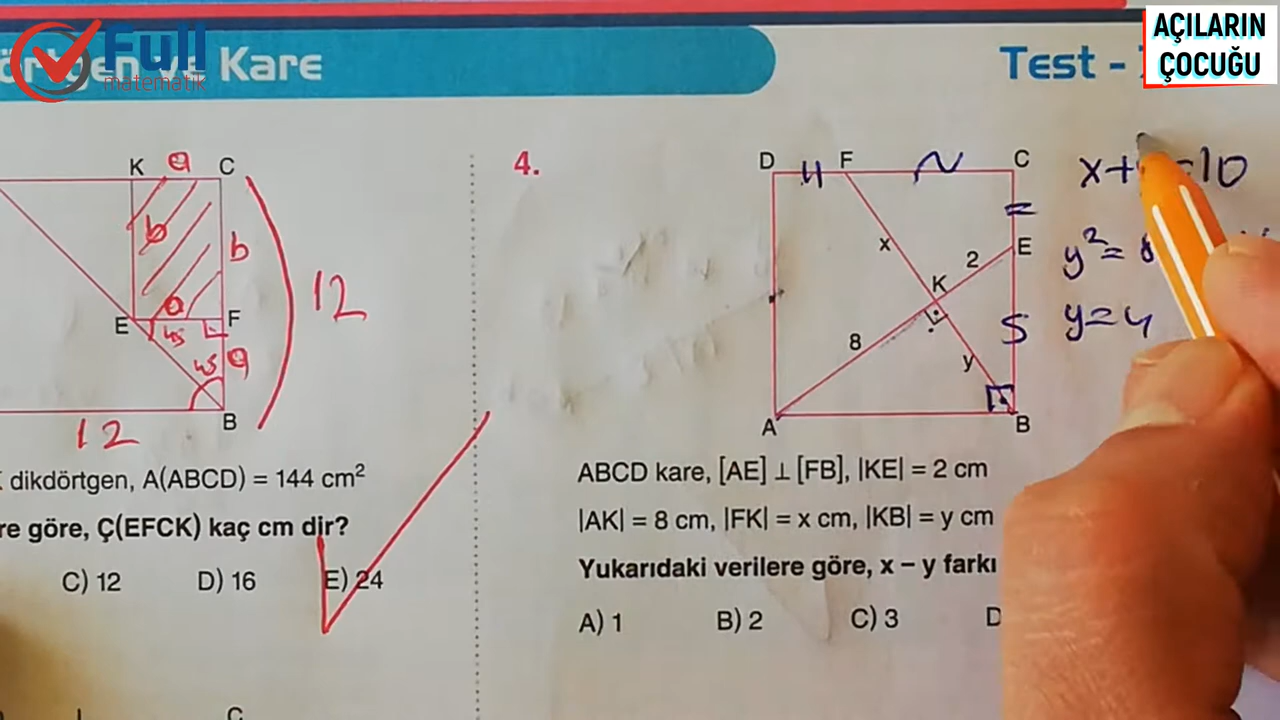 Full
matematik
ve Kare
Test -
AÇILARIN
ÇOCUĞU
K a C
b
b
a
E 45 F
45 a
12
B
12
dikdörtgen, A(ABCD) = 144 cm²
re göre, Ç(EFCK) kaç cm dir?
C) 12 D) 16 E) 24
C
4.
D F C
x
2 E
K
8
5
y
A B
x+ =10
y²=
y=4
ABCD kare, [AE] ⊥ [FB], |KE| = 2 cm
|AK| = 8 cm, |FK| = x cm, |KB| = y cm
Yukarıdaki verilere göre, x – y farkı
A) 1 B) 2 C) 3 D